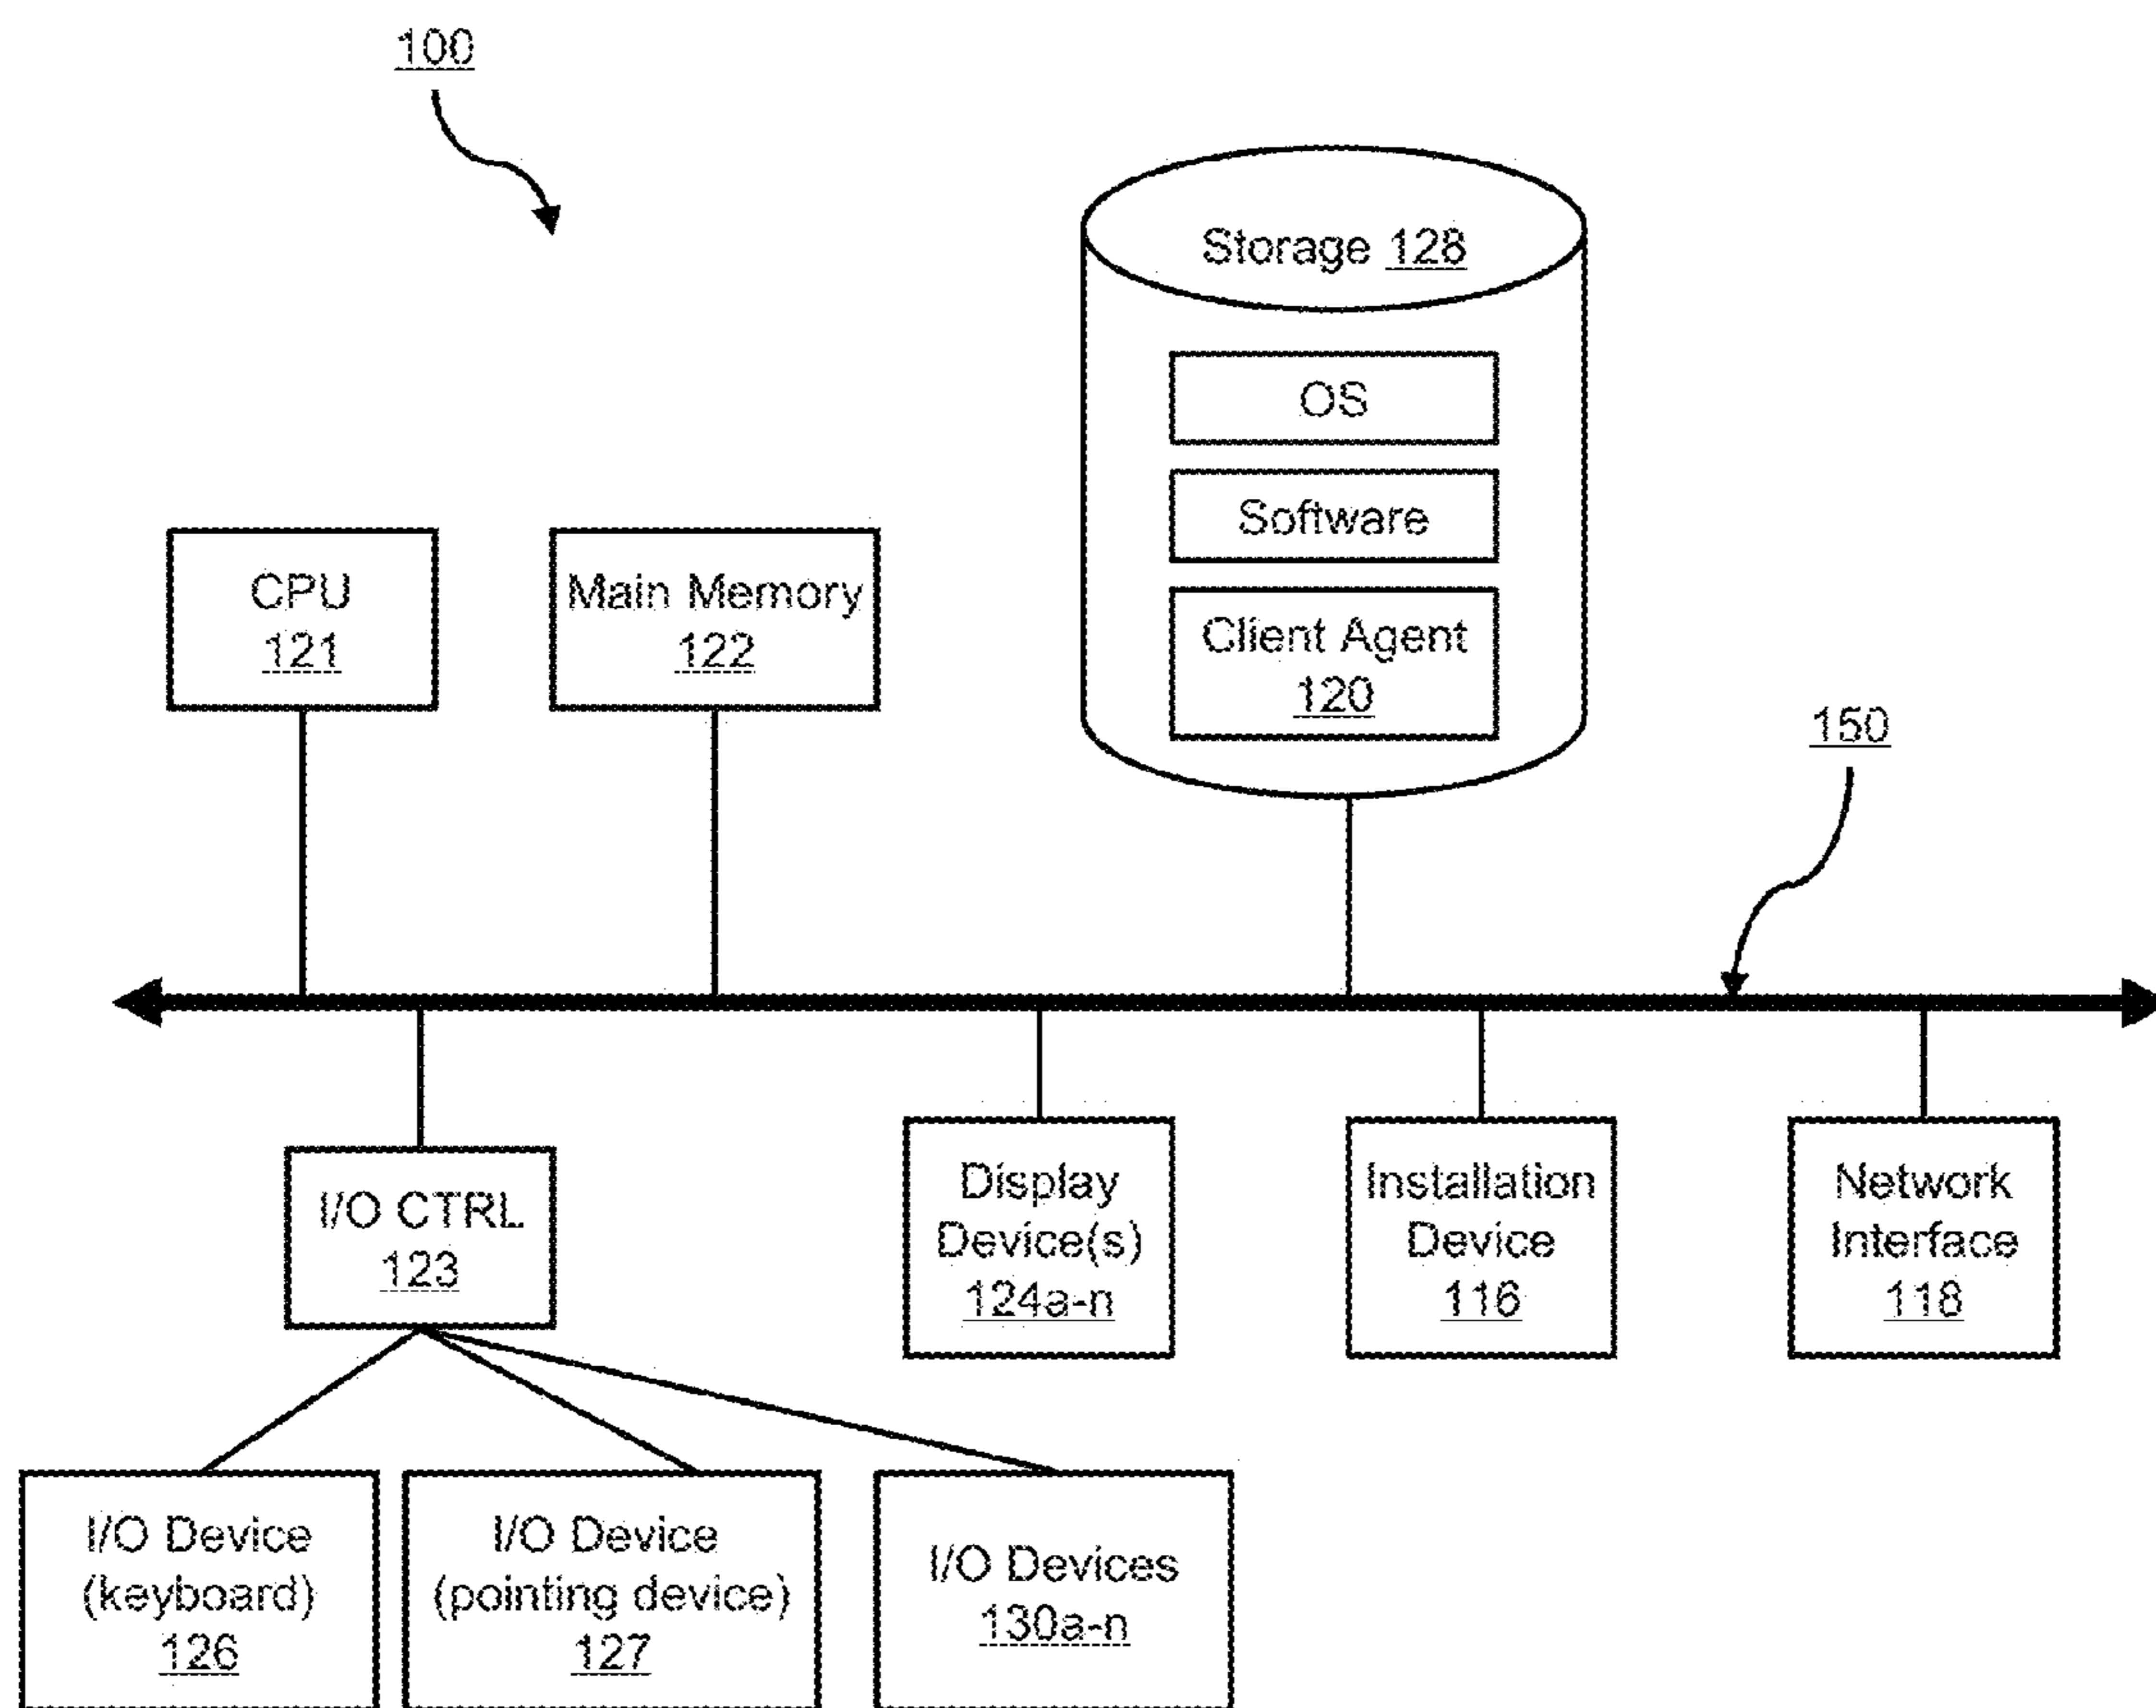 100
Storage 128
OS
Software
Client Agent
120
CPU
121
Main Memory
122
150
I/O CTRL
123
Display
Device(s)
124a-n
Installation
Device
116
Network
Interface
118
I/O Device
(keyboard)
126
I/O Device
(pointing device)
127
I/O Devices
130a-n